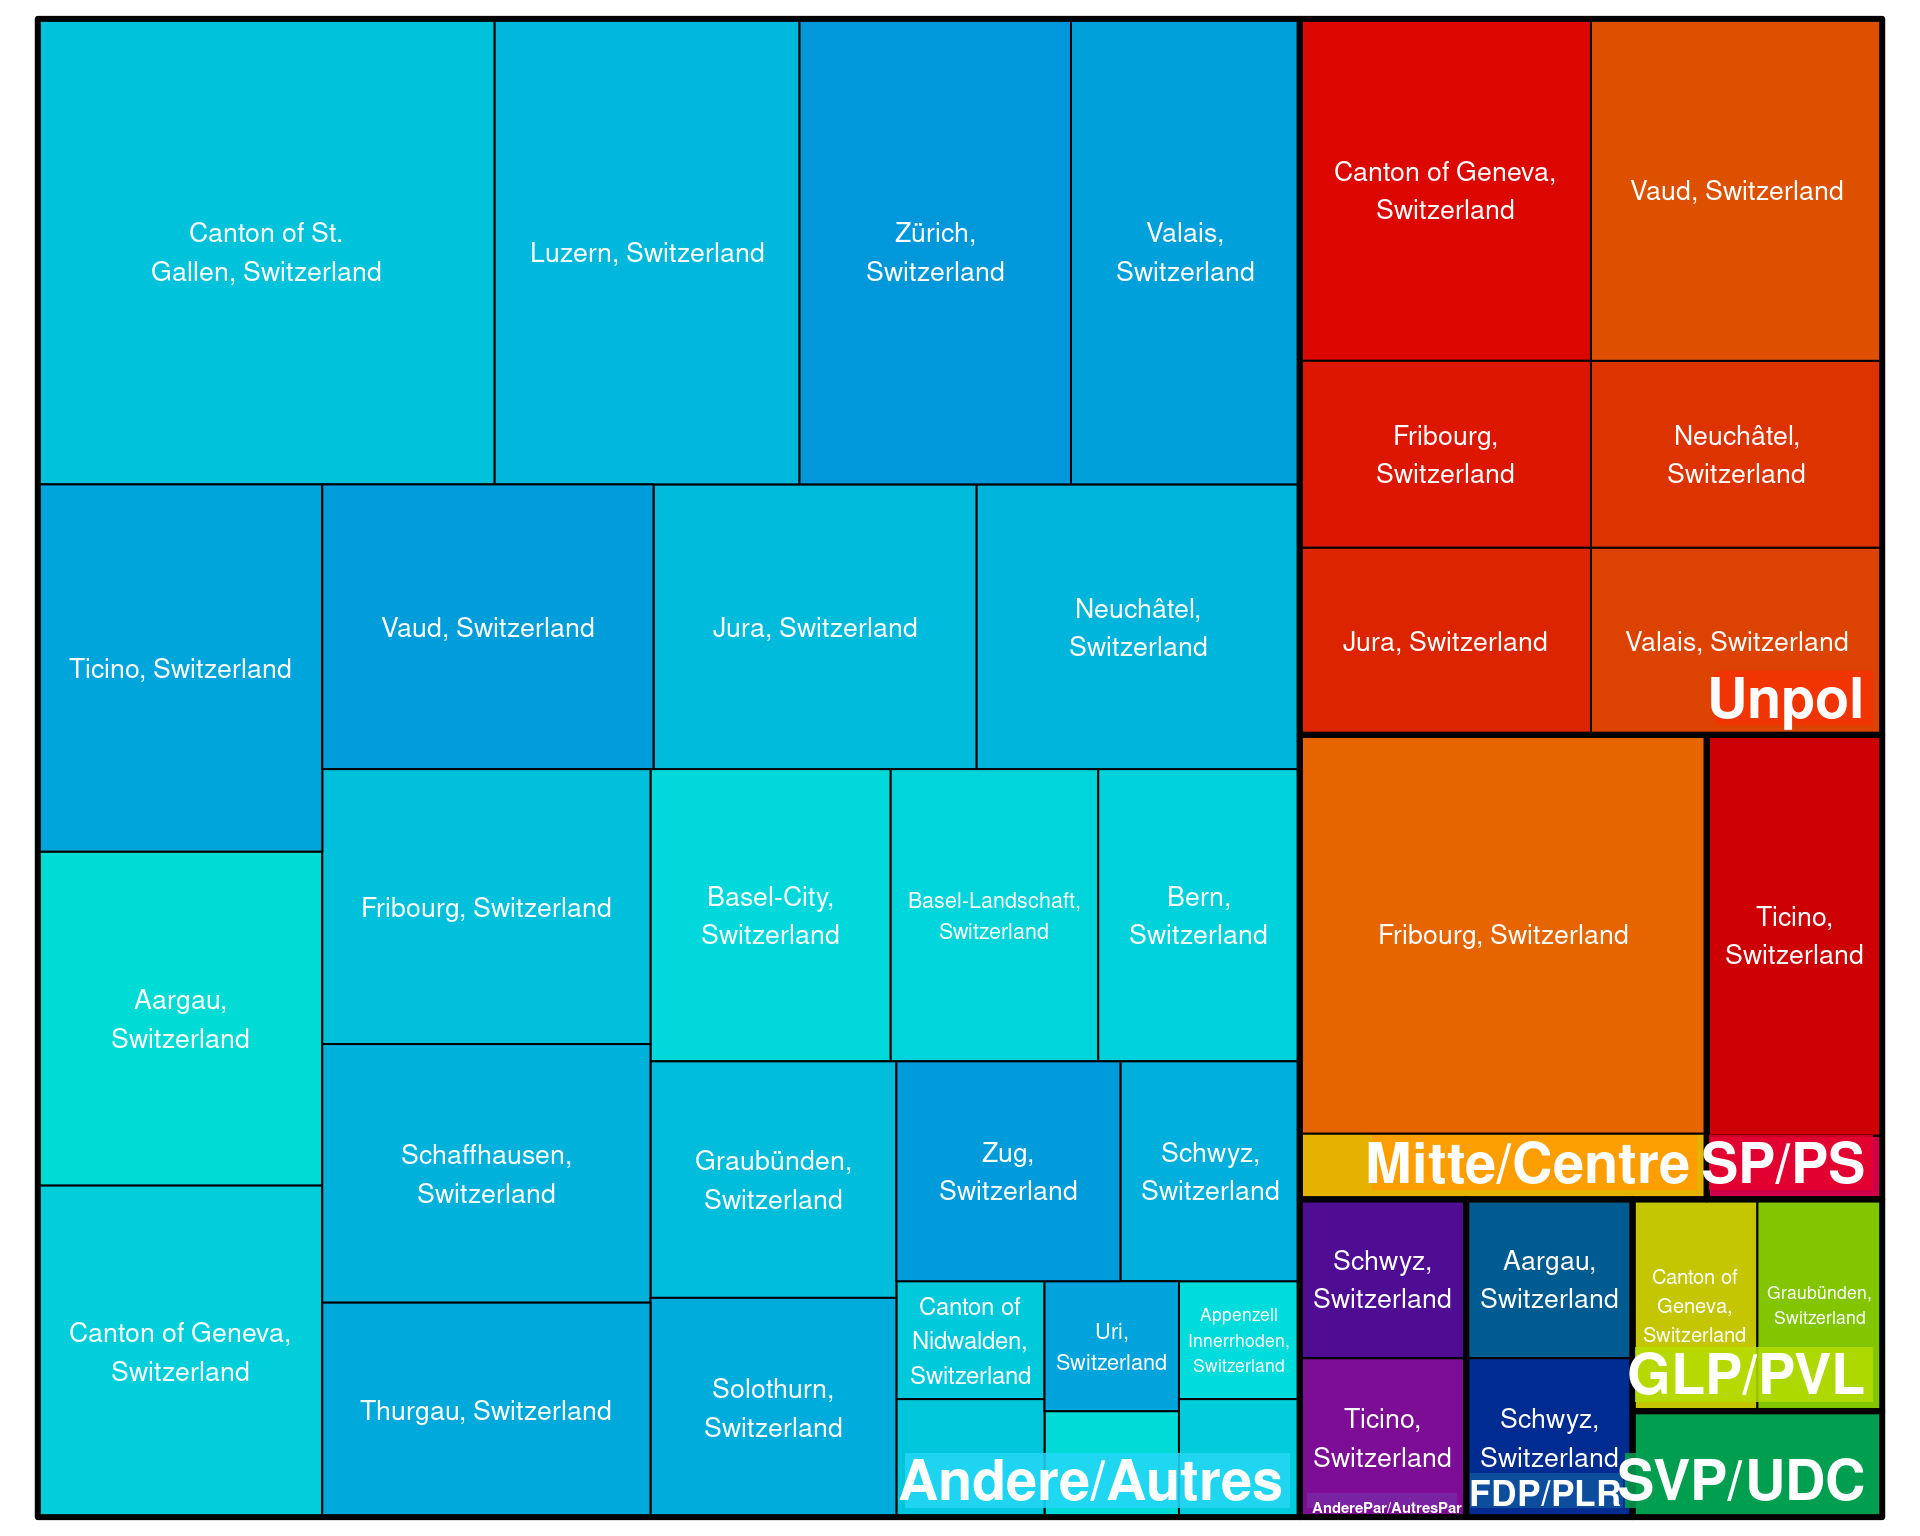 Canton of St.
Gallen, Switzerland
Luzern, Switzerland
Zürich,
Switzerland
Valais,
Switzerland
Ticino, Switzerland
Vaud, Switzerland
Jura, Switzerland
Neuchâtel,
Switzerland
Aargau,
Switzerland
Fribourg, Switzerland
Basel-City,
Switzerland
Basel-Landschaft,
Switzerland
Bern,
Switzerland
Canton of Geneva,
Switzerland
Schaffhausen,
Switzerland
Thurgau, Switzerland
Graubünden,
Switzerland
Solothurn,
Switzerland
Zug,
Switzerland
Schwyz,
Switzerland
Canton of
Nidwalden,
Switzerland
Uri,
Switzerland
Appenzell
Innerrhoden,
Switzerland
Andere/Autres
Canton of Geneva,
Switzerland
Vaud, Switzerland
Fribourg,
Switzerland
Neuchâtel,
Switzerland
Jura, Switzerland
Valais, Switzerland
Unpol
Fribourg, Switzerland
Mitte/Centre
Ticino,
Switzerland
SP/PS
Schwyz,
Switzerland
Ticino,
Switzerland
AnderePar/AutresPar
Aargau,
Switzerland
Schwyz,
Switzerland
FDP/PLR
Canton of
Geneva,
Switzerland
Graubünden,
Switzerland
GLP/PVL
SVP/UDC